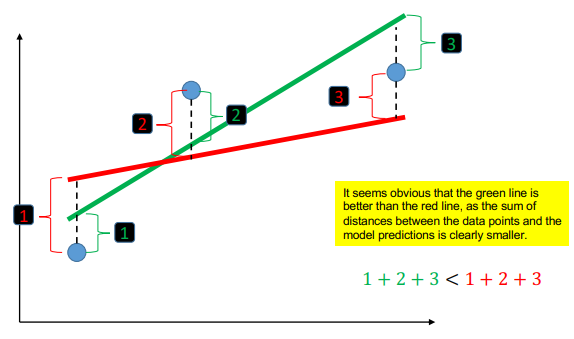 3
2
2
3
1
1
It seems obvious that the green line is
better than the red line, as the sum of
distances between the data points and the
model predictions is clearly smaller.
1 + 2 + 3 < 1 + 2 + 3